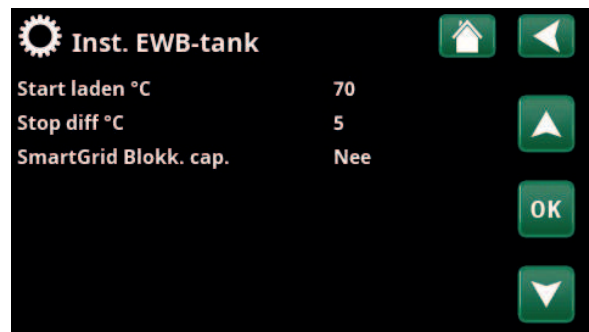 Inst. EWB-tank
Start laden °C 70
Stop diff °C 5
SmartGrid Blokk. cap. Nee
OK